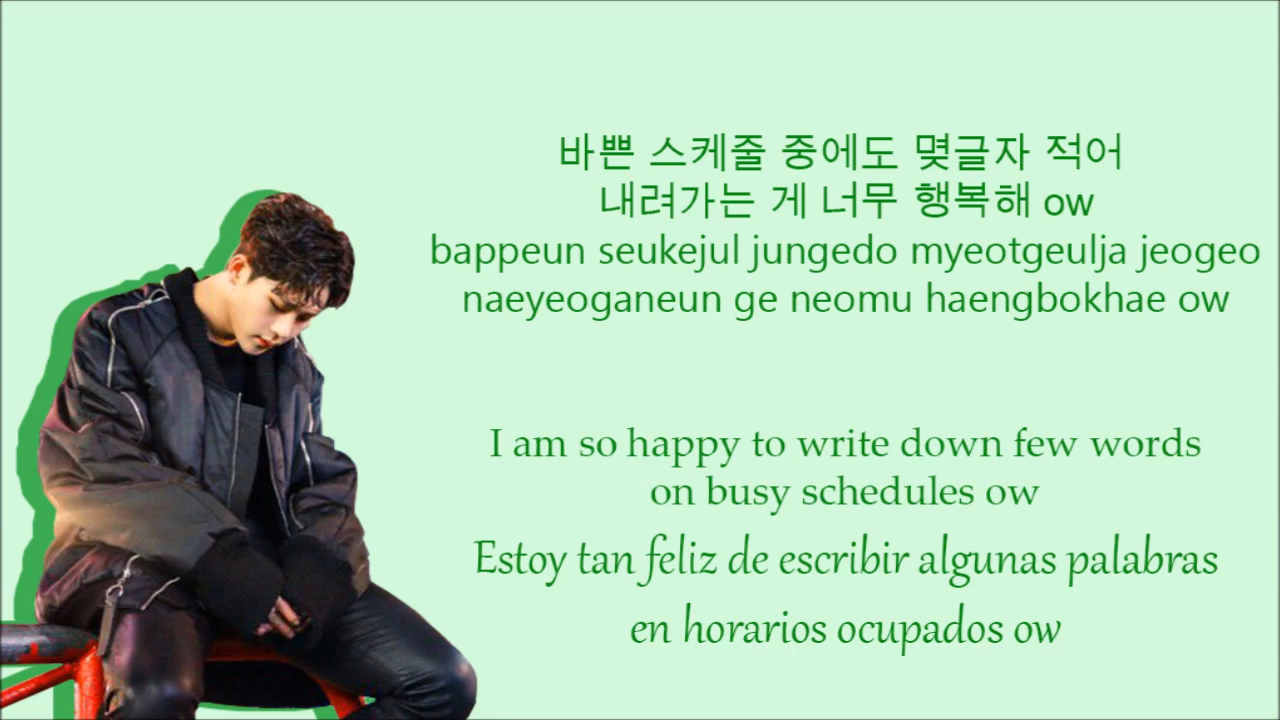 바쁜 스케줄 중에도 몇글자 적어
내려가는 게 너무 행복해 ow
bappeun seukejul jungedo myeotgeulja jeogeo
naeyeoganeun ge neomu haengbokhae ow
I am so happy to write down few words
on busy schedules ow
Estoy tan feliz de escribir algunas palabras
en horarios ocupados ow